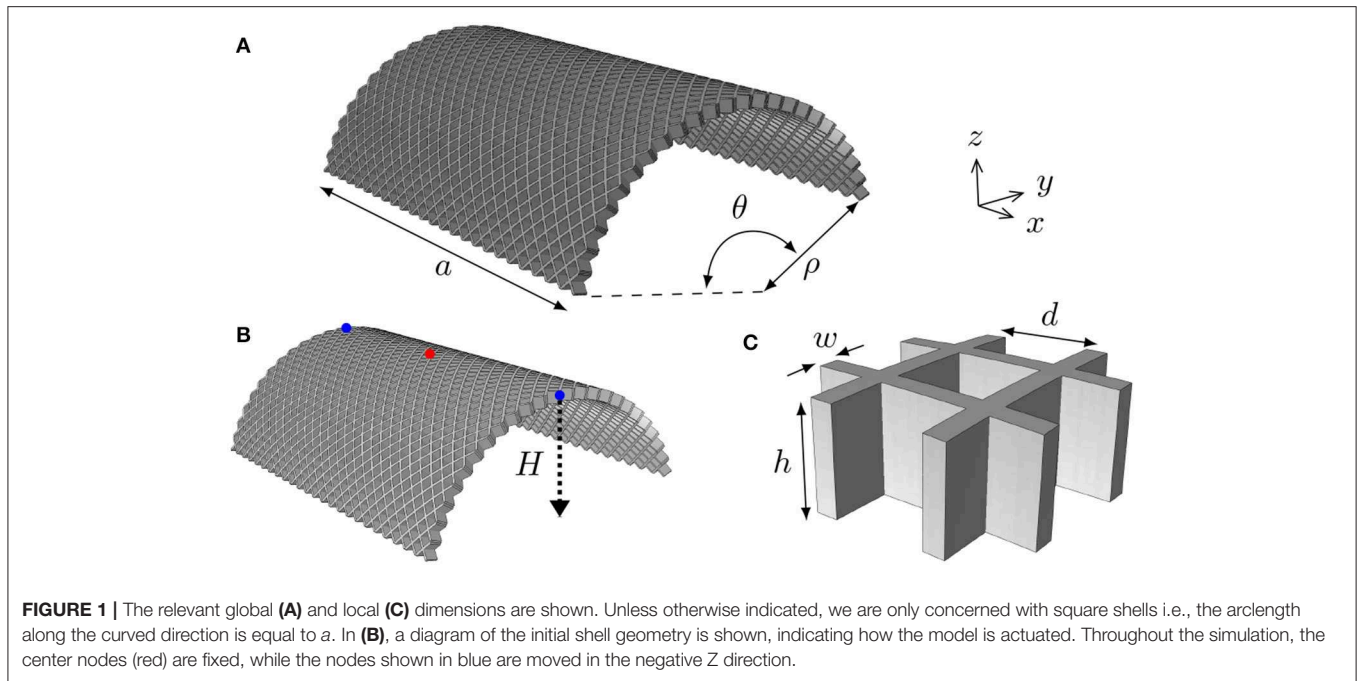 A
z
y
x
θ
ρ
a
B
H
C
w
d
h
FIGURE 1 | The relevant global (A) and local (C) dimensions are shown. Unless otherwise indicated, we are only concerned with square shells i.e., the arclength
along the curved direction is equal to a. In (B), a diagram of the initial shell geometry is shown, indicating how the model is actuated. Throughout the simulation, the
center nodes (red) are fixed, while the nodes shown in blue are moved in the negative Z direction.